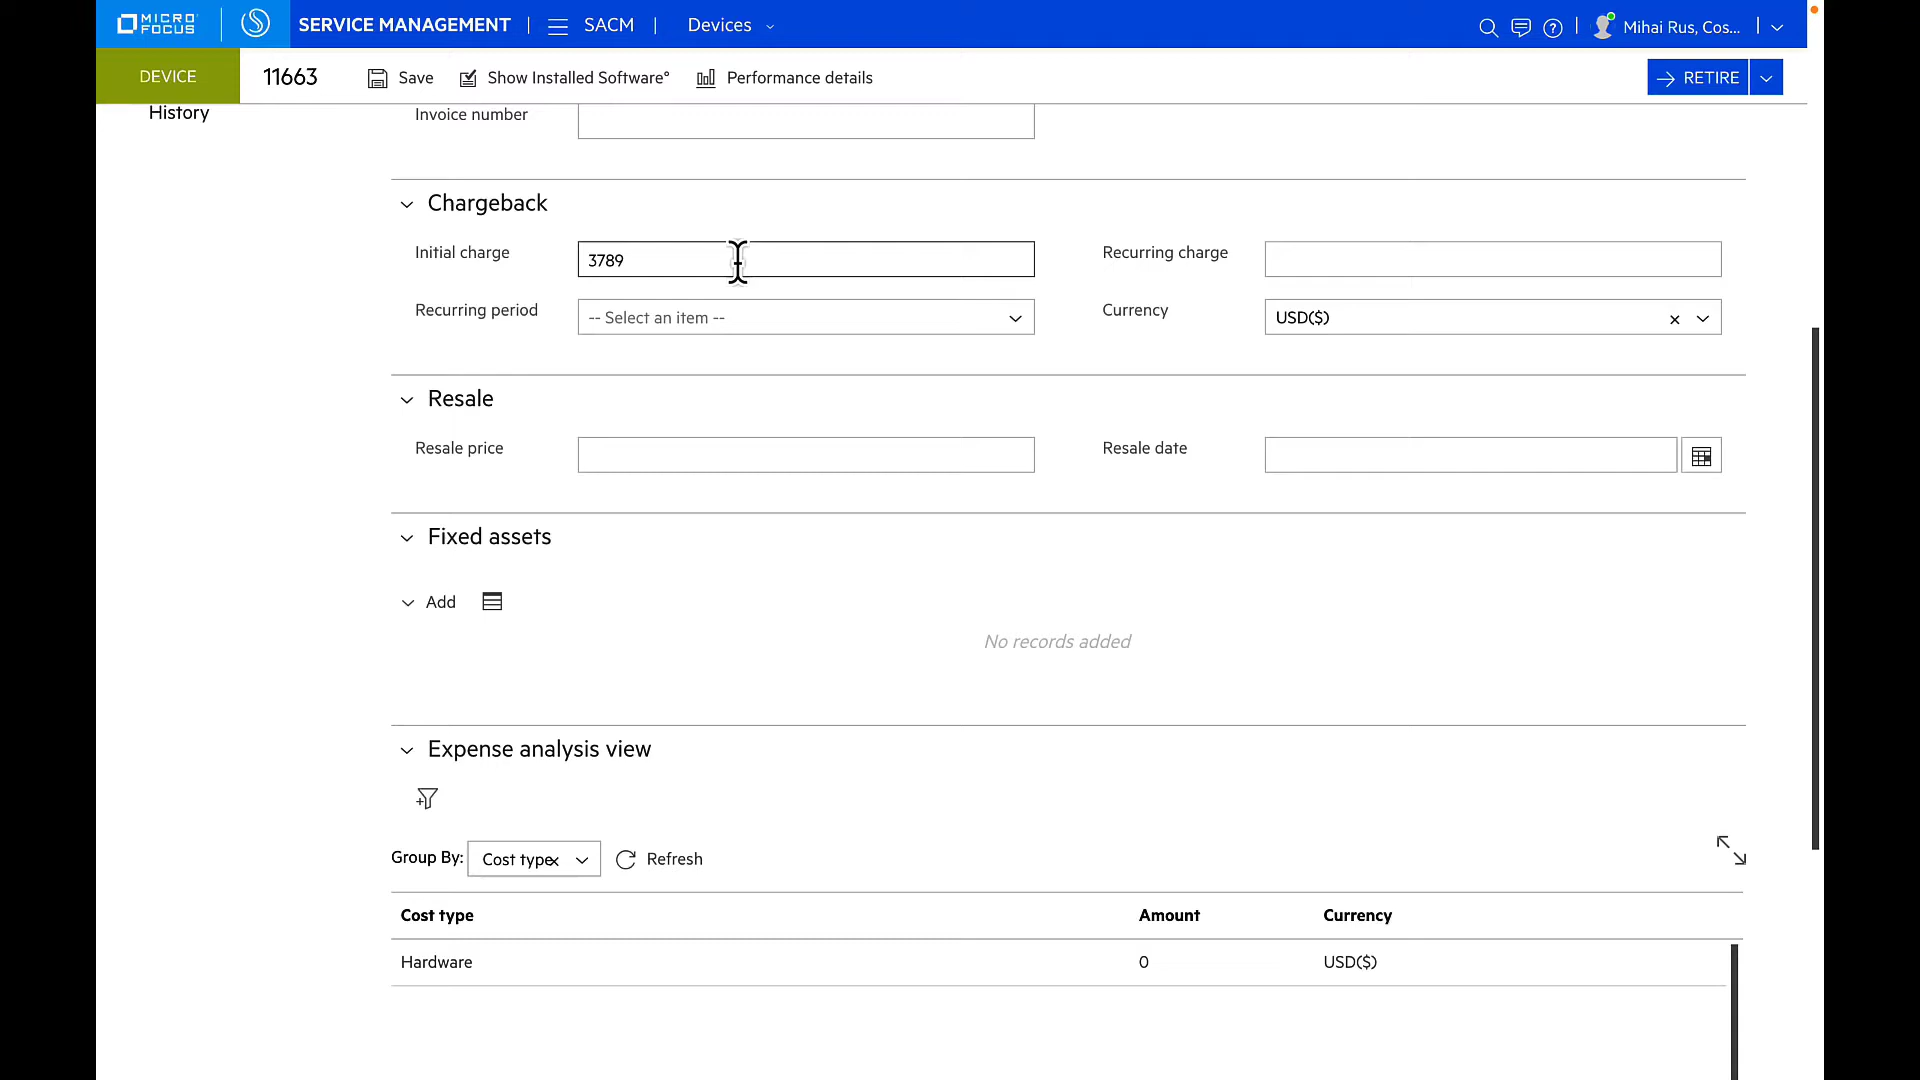 MICRO
FOCUS
SERVICE MANAGEMENT
SACM
Devices
Mihai Rus, Cos...
DEVICE
11663
Save
Show Installed Software°
Performance details
RETIRE
History
Invoice number
Chargeback
Initial charge
3789
Recurring charge
Recurring period
-- Select an item --
Currency
USD($)
Resale
Resale price
Resale date
Fixed assets
Add
No records added
Expense analysis view
Group By:
Cost type
Refresh
Cost type
Amount
Currency
Hardware
0
USD($)